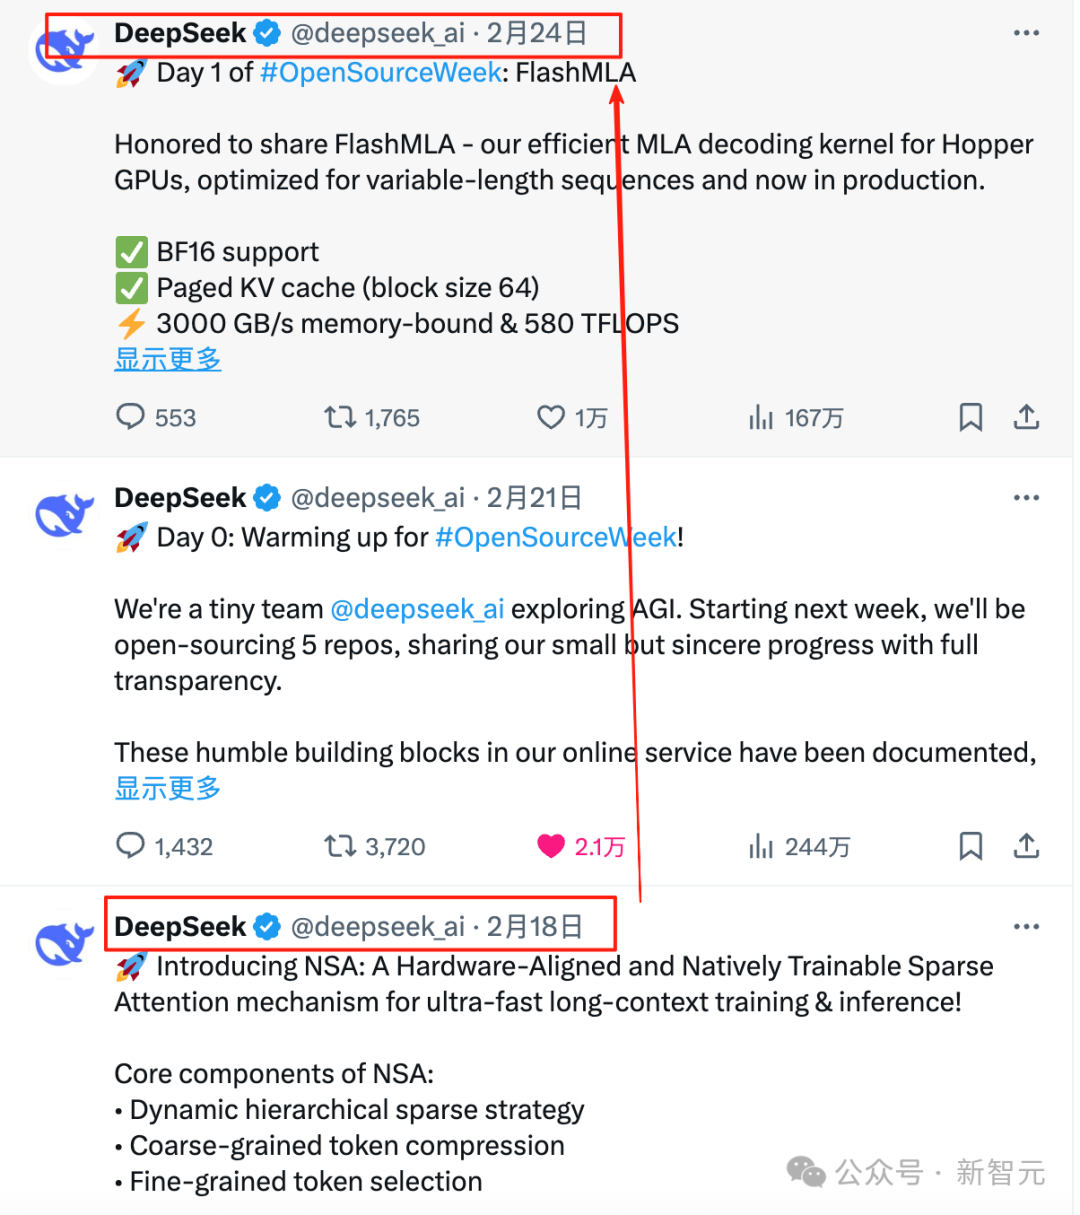 DeepSeek @deepseek_ai · 2月24日
🚀 Day 1 of #OpenSourceWeek: FlashMLA
Honored to share FlashMLA - our efficient MLA decoding kernel for Hopper
GPUs, optimized for variable-length sequences and now in production.
✅ BF16 support
✅ Paged KV cache (block size 64)
⚡ 3000 GB/s memory-bound & 580 TFLOPS
显示更多
553 1,765 1万 167万
DeepSeek @deepseek_ai · 2月21日
🚀 Day 0: Warming up for #OpenSourceWeek!
We're a tiny team @deepseek_ai exploring AGI. Starting next week, we'll be
open-sourcing 5 repos, sharing our small but sincere progress with full
transparency.
These humble building blocks in our online service have been documented,
显示更多
1,432 3,720 2.1万 244万
DeepSeek @deepseek_ai · 2月18日
🚀 Introducing NSA: A Hardware-Aligned and Natively Trainable Sparse
Attention mechanism for ultra-fast long-context training & inference!
Core components of NSA:
• Dynamic hierarchical sparse strategy
• Coarse-grained token compression
• Fine-grained token selection
公众号 · 新智元